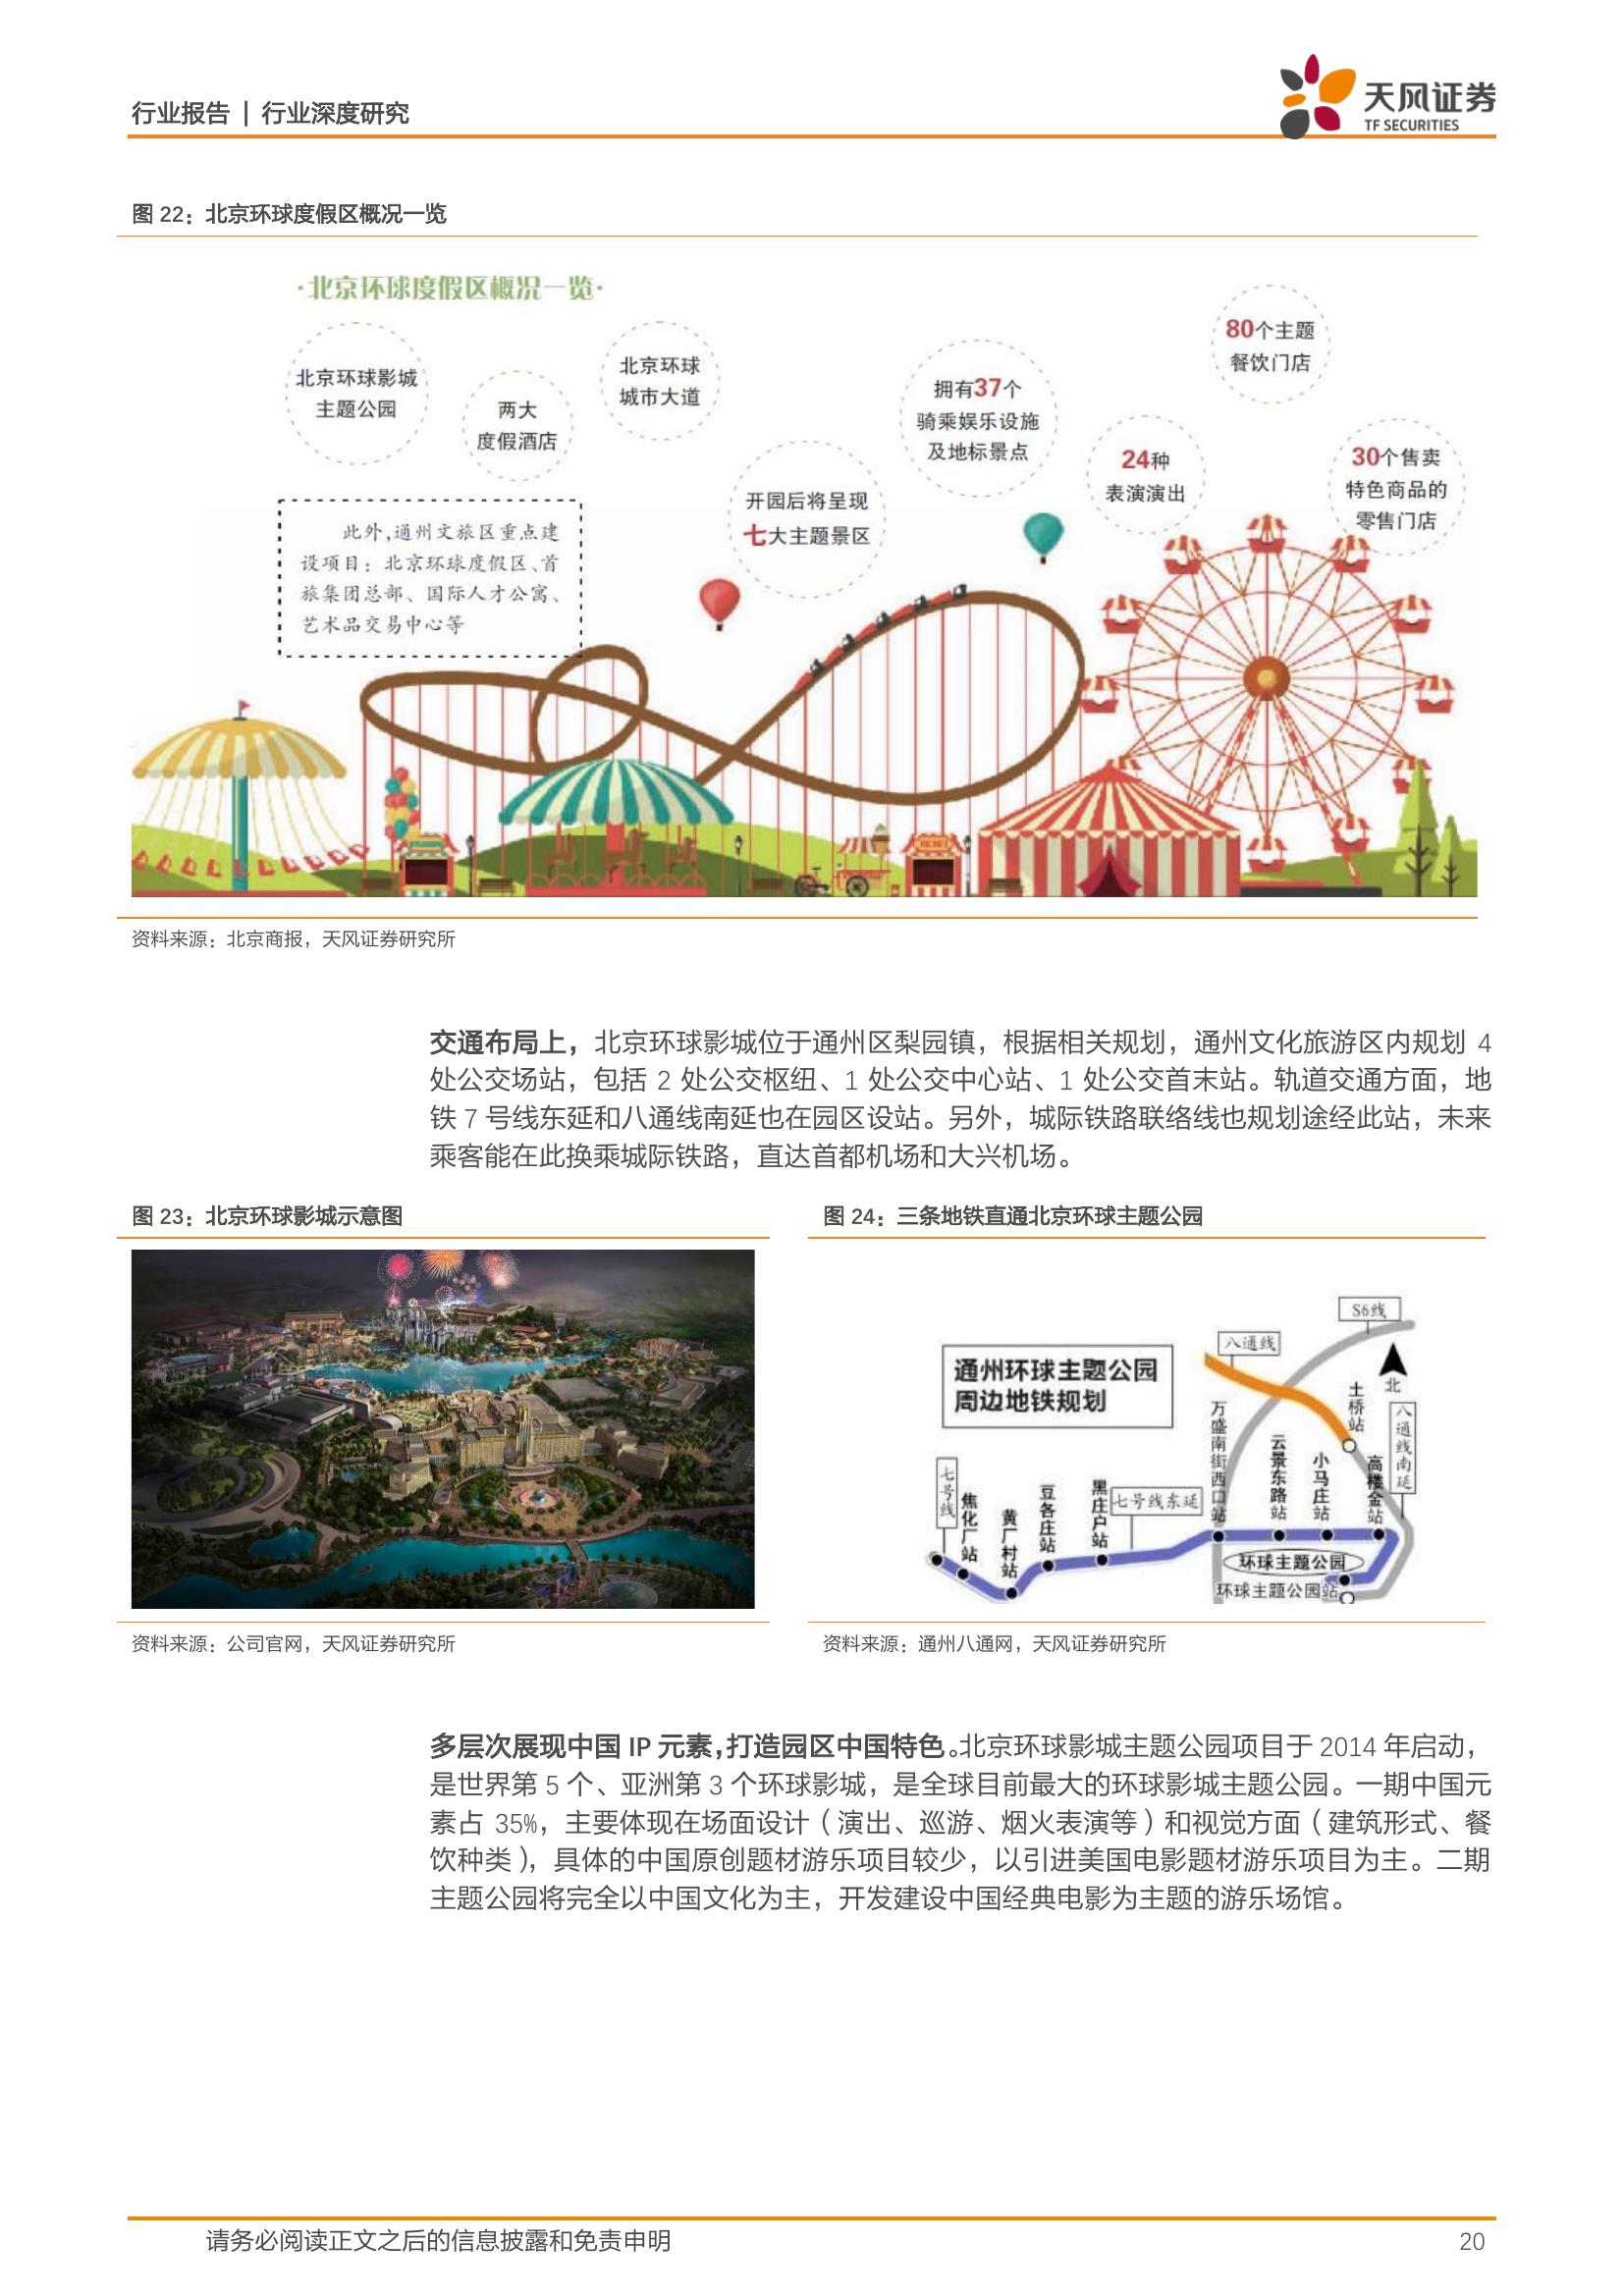 行业报告 | 行业深度研究
天风证券
TF SECURITIES
图 22：北京环球度假区概况一览
·北京环球度假区概况一览·
北京环球影城
主题公园
两大
度假酒店
北京环球
城市大道
开园后将呈现
七大主题景区
拥有37个
骑乘娱乐设施
及地标景点
24种
表演演出
80个主题
餐饮门店
30个售卖
特色商品的
零售门店
此外,通州文旅区重点建
设项目：北京环球度假区、首
旅集团总部、国际人才公寓、
艺术品交易中心等
资料来源：北京商报，天风证券研究所
交通布局上，北京环球影城位于通州区梨园镇，根据相关规划，通州文化旅游区内规划 4
处公交场站，包括 2 处公交枢纽、1 处公交中心站、1 处公交首末站。轨道交通方面，地
铁 7 号线东延和八通线南延也在园区设站。另外，城际铁路联络线也规划途经此站，未来
乘客能在此换乘城际铁路，直达首都机场和大兴机场。
图 23：北京环球影城示意图
资料来源：公司官网，天风证券研究所
图 24：三条地铁直通北京环球主题公园
通州环球主题公园
周边地铁规划
S6线
八通线
北
土桥站
八通线南延
万盛南街西口站
云景东路站
小马庄站
高楼金站
七号线
焦化厂站
黄厂村站
豆各庄站
黑庄户站
七号线东延
环球主题公园
环球主题公园站
资料来源：通州八通网，天风证券研究所
多层次展现中国 IP 元素，打造园区中国特色。北京环球影城主题公园项目于 2014 年启动，
是世界第 5 个、亚洲第 3 个环球影城，是全球目前最大的环球影城主题公园。一期中国元
素占 35%，主要体现在场面设计（演出、巡游、烟火表演等）和视觉方面（建筑形式、餐
饮种类），具体的中国原创题材游乐项目较少，以引进美国电影题材游乐项目为主。二期
主题公园将完全以中国文化为主，开发建设中国经典电影为主题的游乐场馆。
请务必阅读正文之后的信息披露和免责申明
20